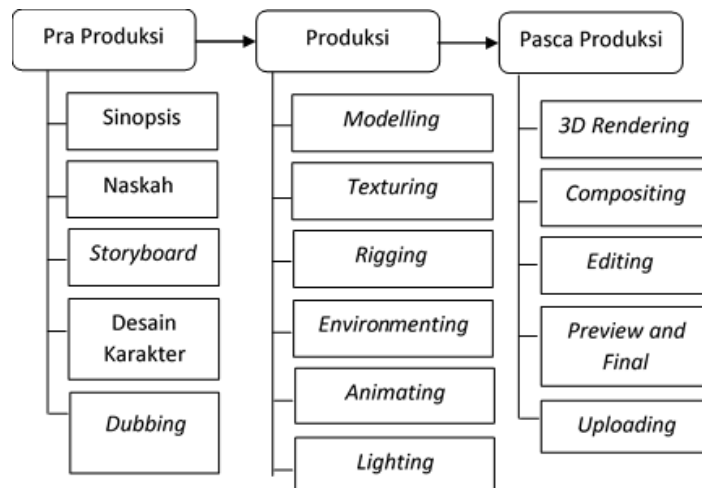 Pra Produksi
Sinopsis
Naskah
Storyboard
Desain
Karakter
Dubbing
Produksi
Modelling
Texturing
Rigging
Environmenting
Animating
Lighting
Pasca Produksi
3D Rendering
Compositing
Editing
Preview and
Final
Uploading